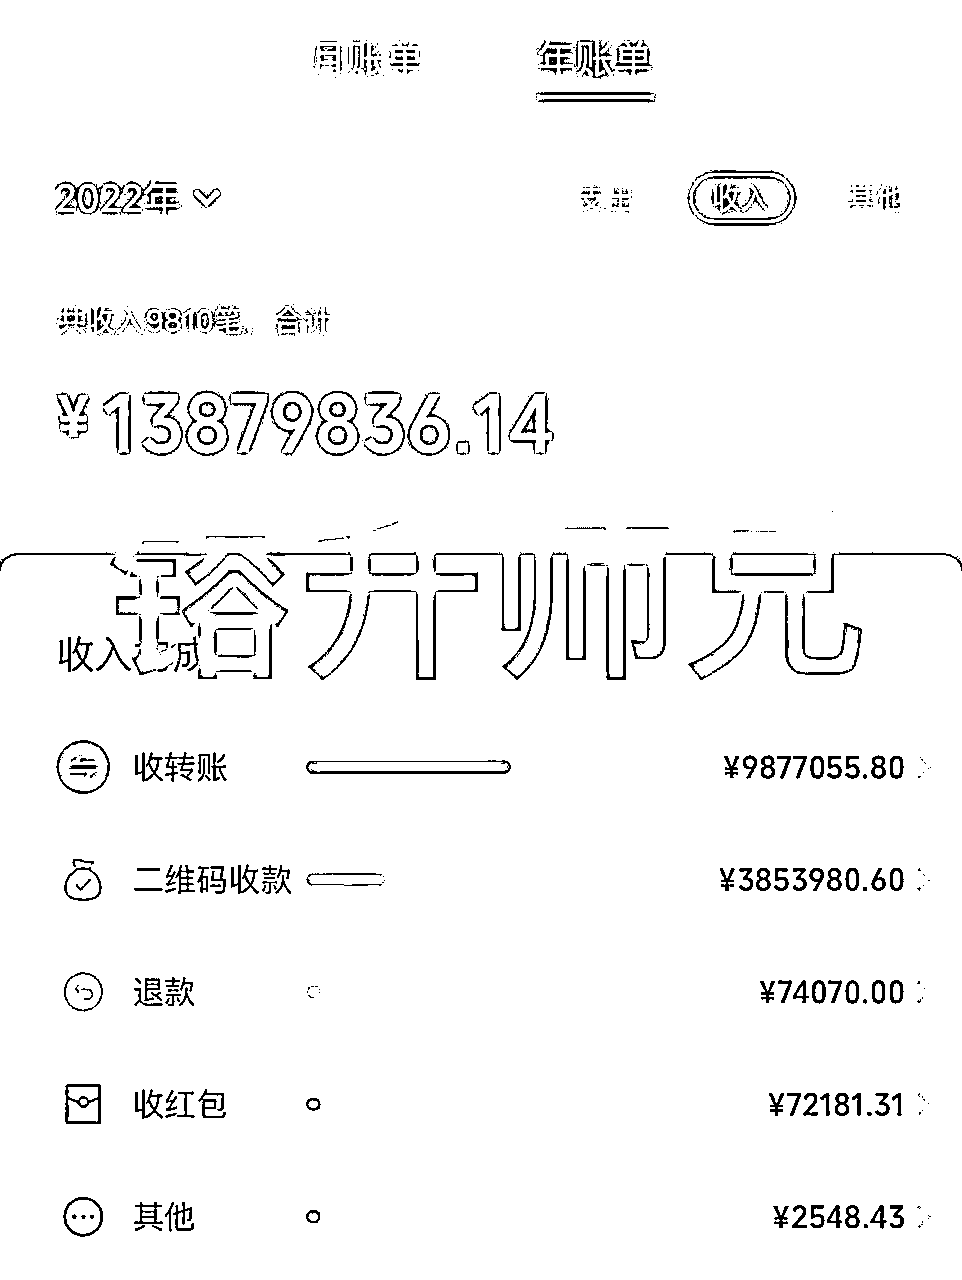 月账单 年账单
2022年 支出 收入 其他
共收入9810笔，合计
¥13879836.14
升师兄
收入 成
收转账 ¥9877055.80
二维码收款 ¥3853980.60
退款 ¥74070.00
收红包 ¥72181.31
其他 ¥2548.43